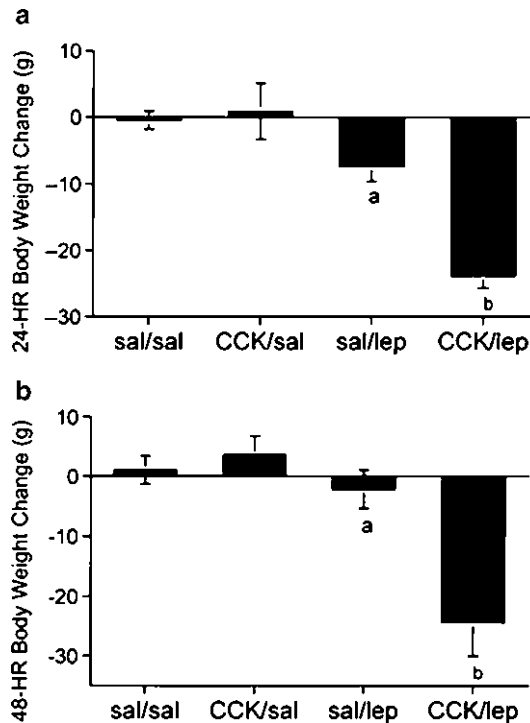 a
24-HR Body Weight Change (g)
10
0
–10
–20
–30
a
b
sal/sal CCK/sal sal/lep CCK/lep
b
48-HR Body Weight Change (g)
10
0
-10
-20
-30
a
b
sal/sal CCK/sal sal/lep CCK/lep